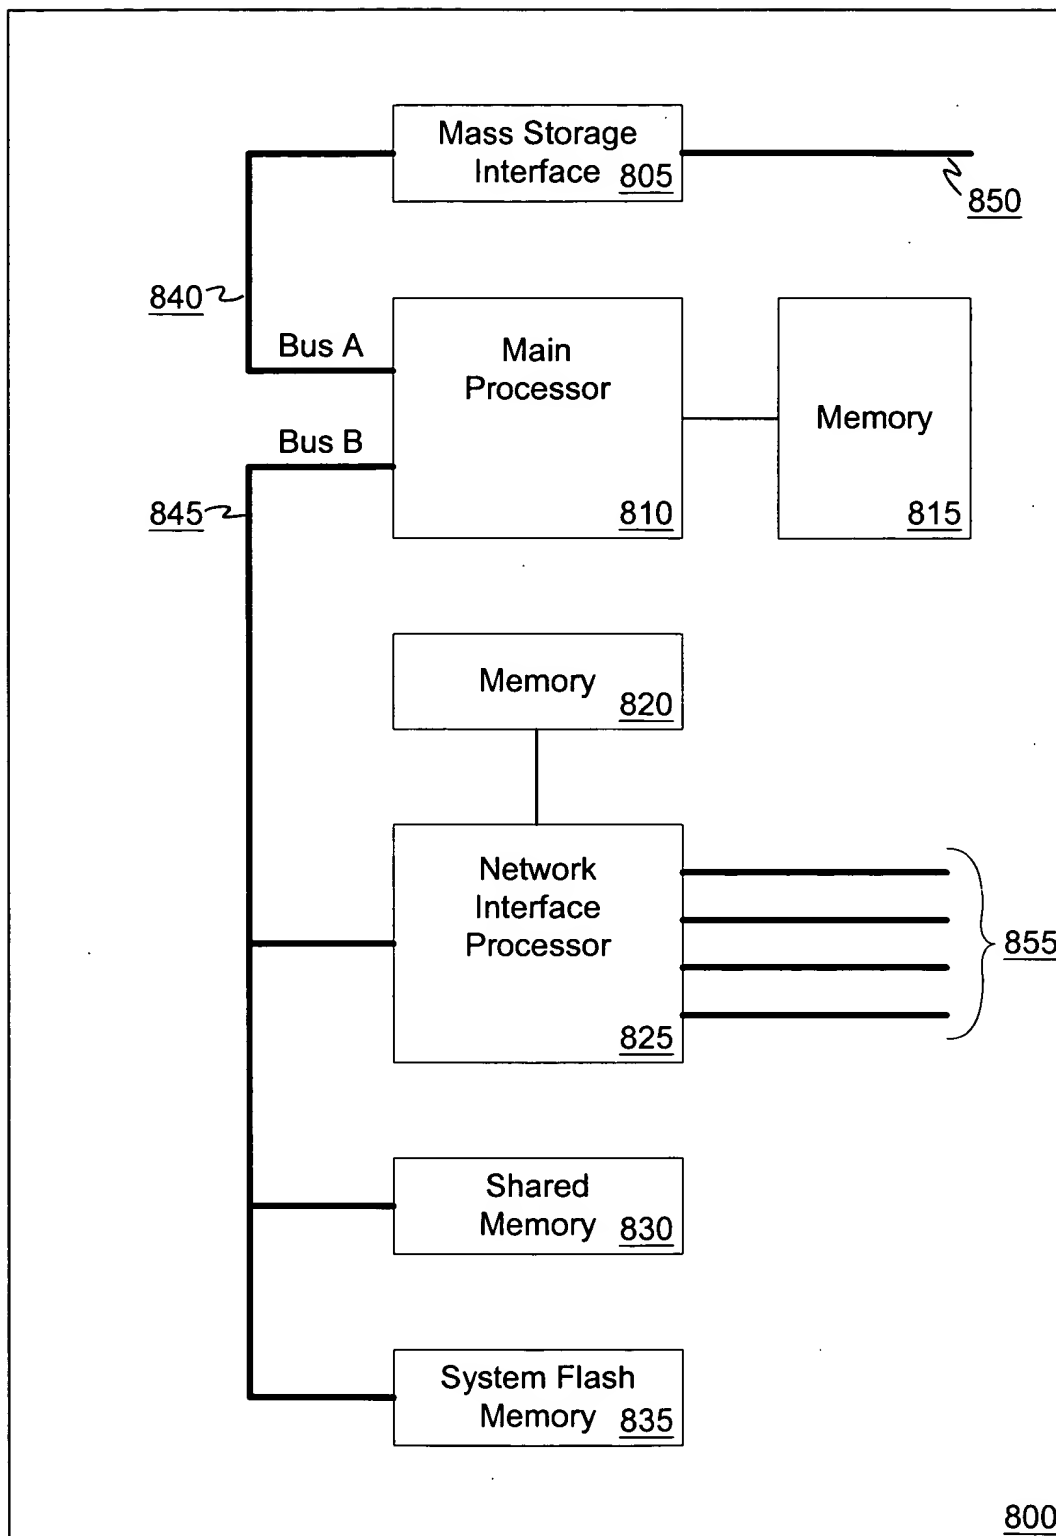 Mass Storage
Interface 805
850
840
Bus A
Main
Processor
810
Memory
815
Bus B
845
Memory
820
Network
Interface
Processor
825
855
Shared
Memory 830
System Flash
Memory 835
800